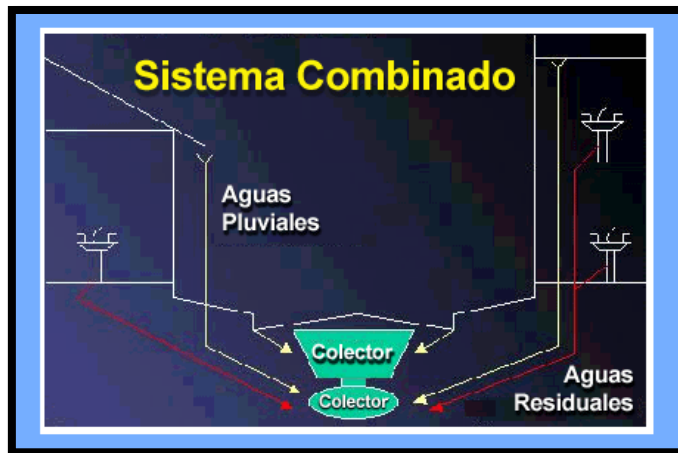 Sistema Combinado
Aguas
Pluviales
Colector
Colector
Aguas
Residuales